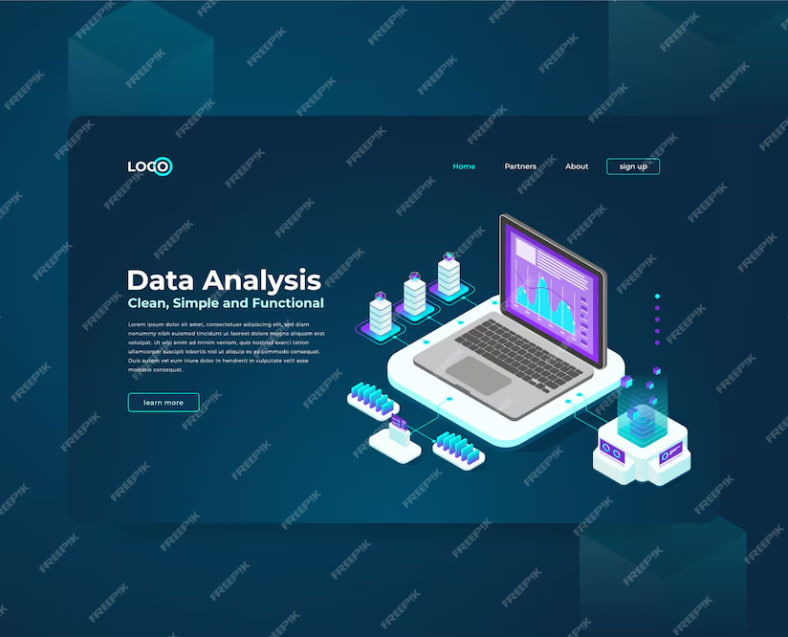 LOGO
Home
Partners
About
sign up
Data Analysis
Clean, Simple and Functional
Lorem ipsum dolor sit amet, consectetuer adipiscing elit, sed diam
nonummy nibh euismod tincidunt ut laoreet dolore magna aliquam erat
volutpat. Ut wisi enim ad minim veniam, quis nostrud exerci tation
ullamcorper suscipit lobortis nisl ut aliquip ex ea commodo consequat.
Duis autem vel eum iriure dolor in hendrerit in vulputate velit esse
molestie consequat.
learn more
FREEPIK